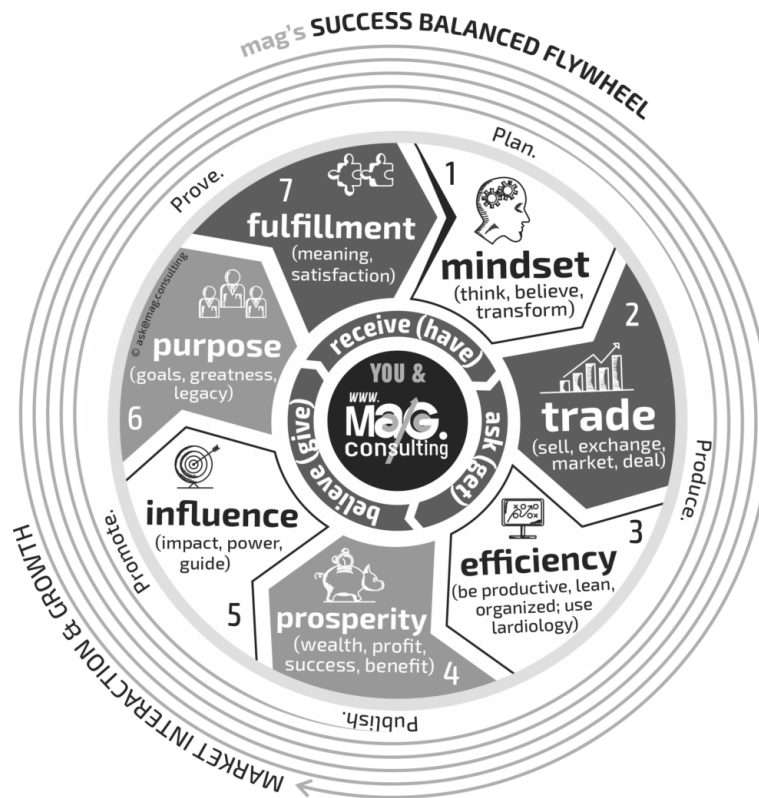 mag's SUCCESS BALANCED FLYWHEEL
Plan.
Produce.
Publish.
Promote.
Prove.
1
mindset
(think, believe,
transform)
2
trade
(sell, exchange,
market, deal)
3
efficiency
(be productive, lean,
organized; use
lardiology)
4
prosperity
(wealth, profit,
success, benefit)
5
influence
(impact, power,
guide)
6
purpose
(goals, greatness,
legacy)
7
fulfillment
(meaning,
satisfaction)
© ask@mag.consulting
receive (have)
ask (get)
believe (give)
YOU &
www.
MaG.
consulting
MARKET INTERACTION & GROWTH